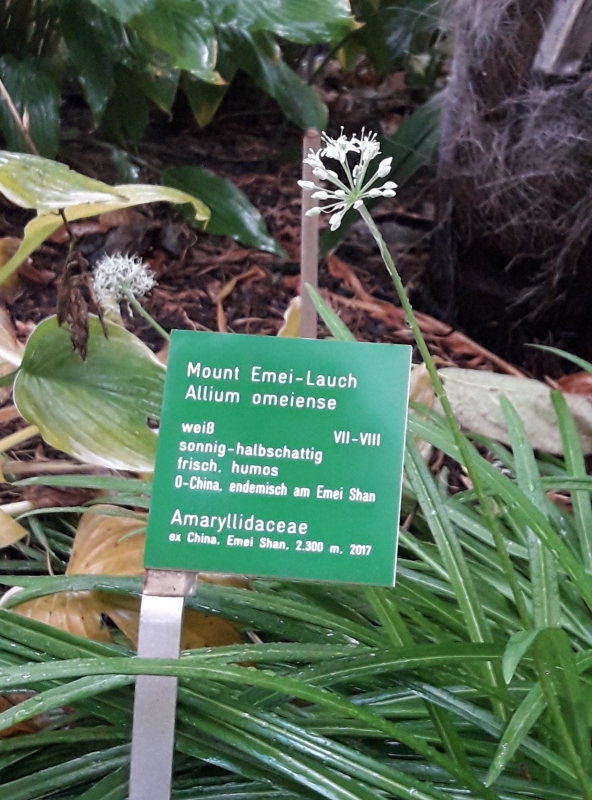 Mount Emei-Lauch
Allium omeiense
weiß VII-VIII
sonnig-halbschattig
frisch, humos
O-China, endemisch am Emei Shan
Amaryllidaceae
ex China, Emei Shan, 2.300 m, 2017